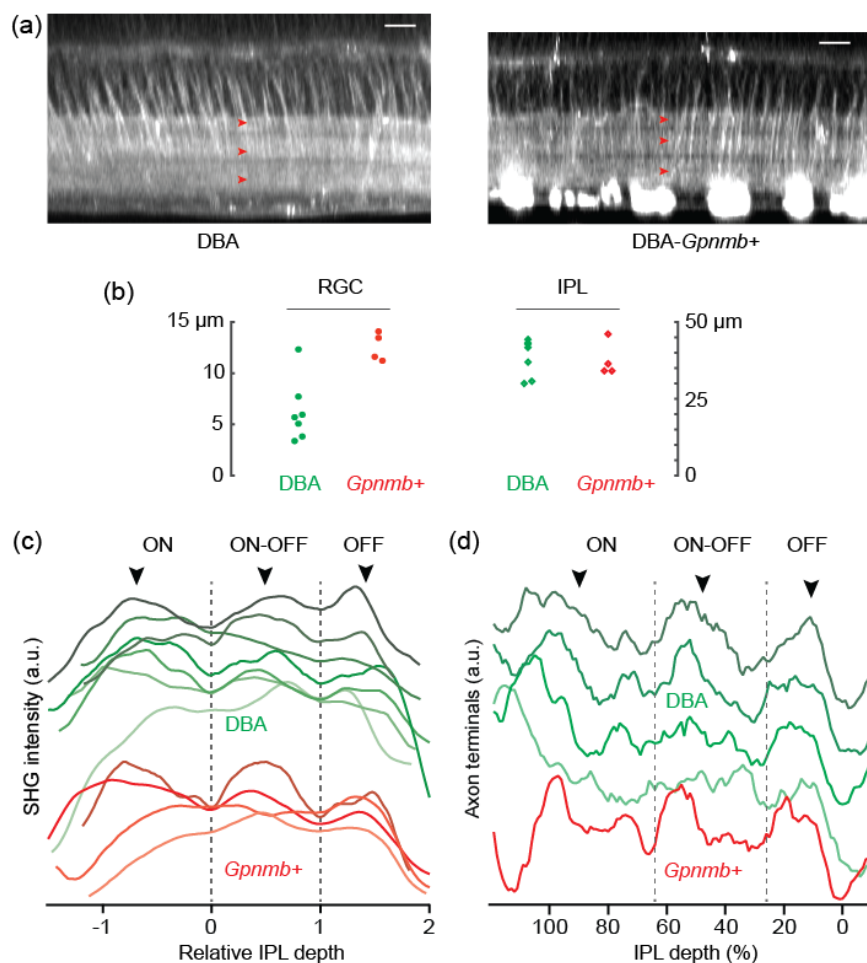 (a)
DBA
DBA-Gpnmb+
(b)
RGC
IPL
15 µm
10
5
0
DBA
Gpnmb+
DBA
Gpnmb+
50 µm
25
0
(c)
ON
ON-OFF
OFF
SHG intensity (a.u.)
DBA
Gpnmb+
-1
0
1
2
Relative IPL depth
(d)
ON
ON-OFF
OFF
Axon terminals (a.u.)
DBA
Gpnmb+
100
80
60
40
20
0
IPL depth (%)